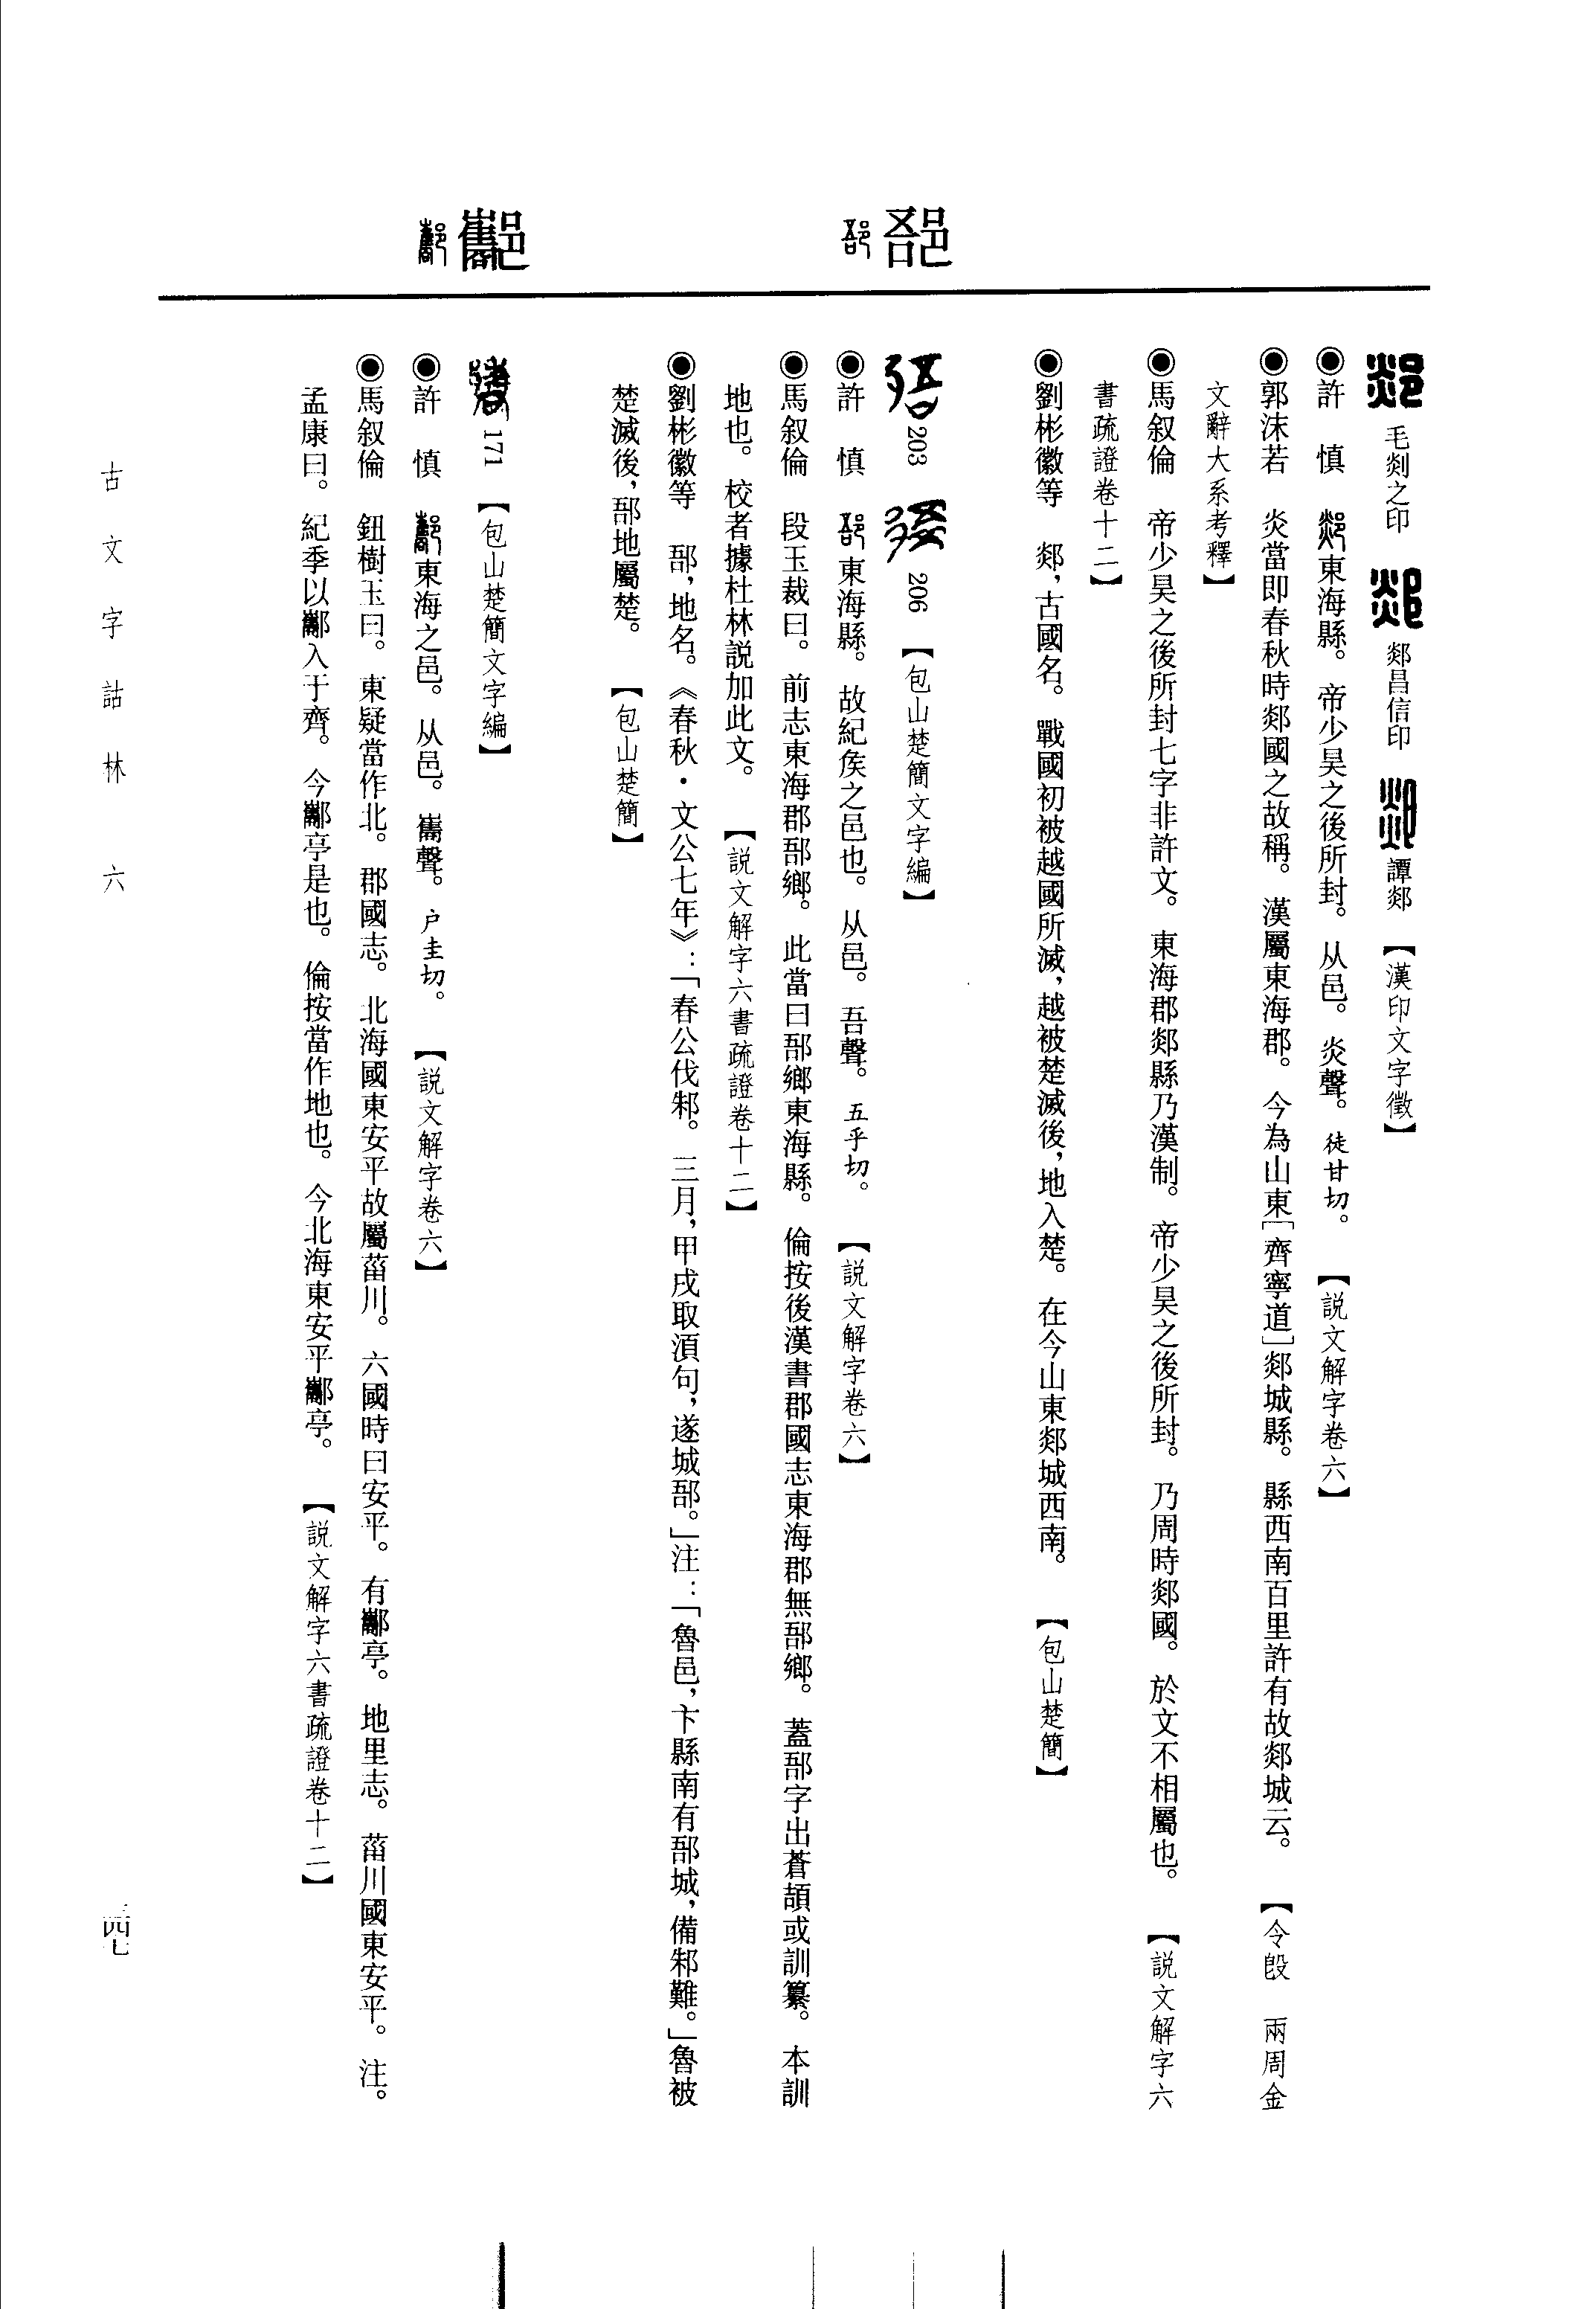 毛剡之印　郯昌信印　譚郯　【漢印文字徵】
◉許　慎　郯東海縣。帝少昊之後所封。从邑。炎聲。徒甘切。【説文解字卷六】
◉郭沫若　炎當即春秋時郯國之故稱。漢屬東海郡。今為山東［齊寧道］郯城縣。縣西南百里許有故郯城云。【令𣪘　兩周金
文辭大系考釋】
◉馬叙倫　帝少昊之後所封七字非許文。東海郡郯縣乃漢制。帝少昊之後所封。乃周時郯國。於文不相屬也。【説文解字六
書疏證卷十二】
◉劉彬徽等　郯，古國名。戰國初被越國所滅，越被楚滅後，地入楚。在今山東郯城西南。【包山楚簡】
郚
203　206　【包山楚簡文字編】
◉許　慎　郚東海縣。故紀矦之邑也。从邑。吾聲。五乎切。【説文解字卷六】
◉馬叙倫　段玉裁曰。前志東海郡郚鄉。此當曰郚鄉東海縣。倫按後漢書郡國志東海郡無郚鄉。蓋郚字出蒼頡或訓纂。本訓
地也。校者據杜林説加此文。【説文解字六書疏證卷十二】
◉劉彬徽等　郚，地名。《春秋・文公七年》：「春公伐邾。三月，甲戌取湏句，遂城郚。」注：「魯邑，卞縣南有郚城，備邾難。」魯被
楚滅後，郚地屬楚。【包山楚簡】
酅
171　【包山楚簡文字編】
◉許　慎　酅東海之邑。从邑。巂聲。户圭切。【説文解字卷六】
◉馬叙倫　鈕樹玉曰。東疑當作北。郡國志。北海國東安平故屬菑川。六國時曰安平。有酅亭。地里志。菑川國東安平。注。
孟康曰。紀季以酅入于齊。今酅亭是也。倫按當作地也。今北海東安平酅亭。【説文解字六書疏證卷十二】
古文字詁林　六